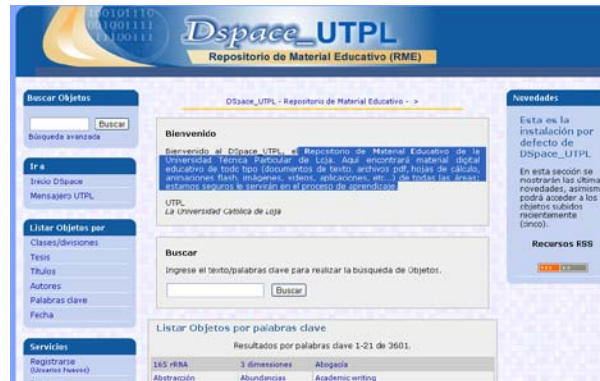 Dspace_UTPL
Repositorio de Material Educativo (RME)
Buscar Objetos
Buscar
Búsqueda avanzada
Ir a
Inicio DSpace
Mensajero UTPL
Listar Objetos por
Clases/divisiones
Tesis
Títulos
Autores
Palabras clave
Fecha
Servicios
Registrarse
(Usuarios Nuevos)
DSpace_UTPL - Repositorio de Material Educativo - >
Bienvenido
Bienvenido al DSpace_UTPL, el Repositorio de Material Educativo de la
Universidad Técnica Particular de Loja. Aquí encontrará material digital
educativo de todo tipo (documentos de texto, archivos pdf, hojas de cálculo,
animaciones flash, imágenes, videos, aplicaciones, etc...) de todas las áreas;
estamos seguros le servirán en el proceso de aprendizaje.
UTPL
La Universidad Católica de Loja
Buscar
Ingrese el texto/palabras clave para realizar la búsqueda de Objetos.
Buscar
Listar Objetos por palabras clave
Resultados por palabras clave 1-21 de 3601.
16S rRNA 3 dimensiones Abogacía
Abstracción Abundancias Academic writing
Novedades
Esta es la
instalación por
defecto de
DSpace_UTPL
En esta sección se
mostrarán las última
novedades, asimism
podrá acceder a los
objetos subidos
recientemente
(cinco).
Recursos RSS